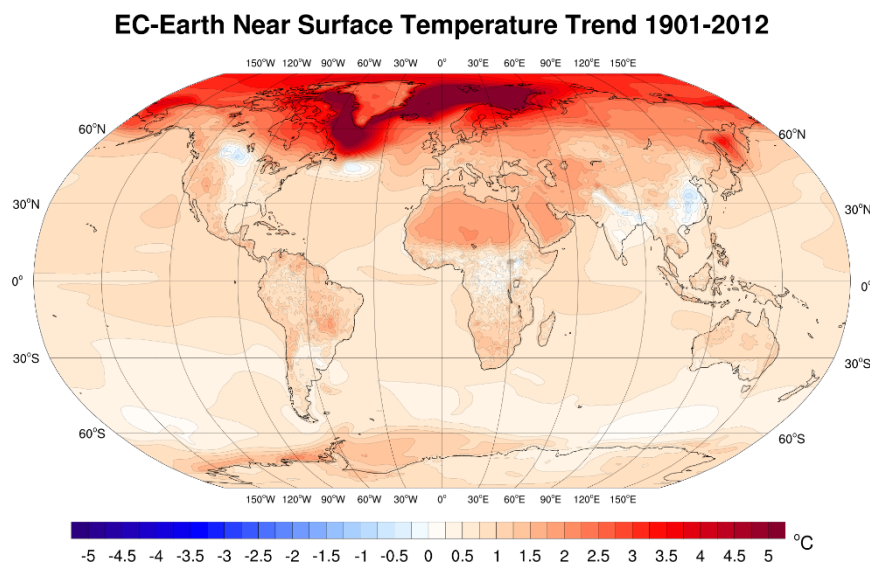 EC-Earth Near Surface Temperature Trend 1901-2012
150°W 120°W 90°W 60°W 30°W 0° 30°E 60°E 90°E 120°E 150°E
60°N 60°N
30°N 30°N
0° 0°
30°S 30°S
60°S 60°S
150°W 120°W 90°W 60°W 30°W 0° 30°E 60°E 90°E 120°E 150°E
-5 -4.5 -4 -3.5 -3 -2.5 -2 -1.5 -1 -0.5 0 0.5 1 1.5 2 2.5 3 3.5 4 4.5 5 °C